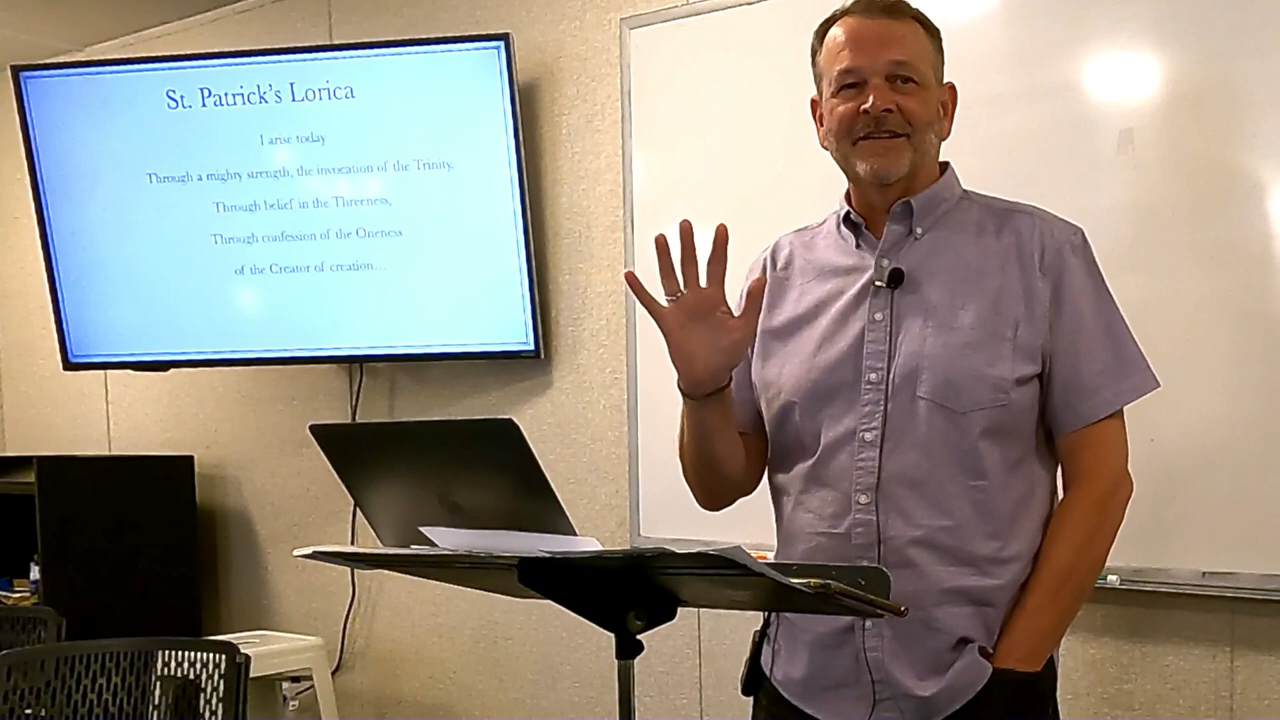 St. Patrick's Lorica
I arise today
Through a mighty strength, the invocation of the Trinity,
Through belief in the Threeness,
Through confession of the Oneness
of the Creator of creation...